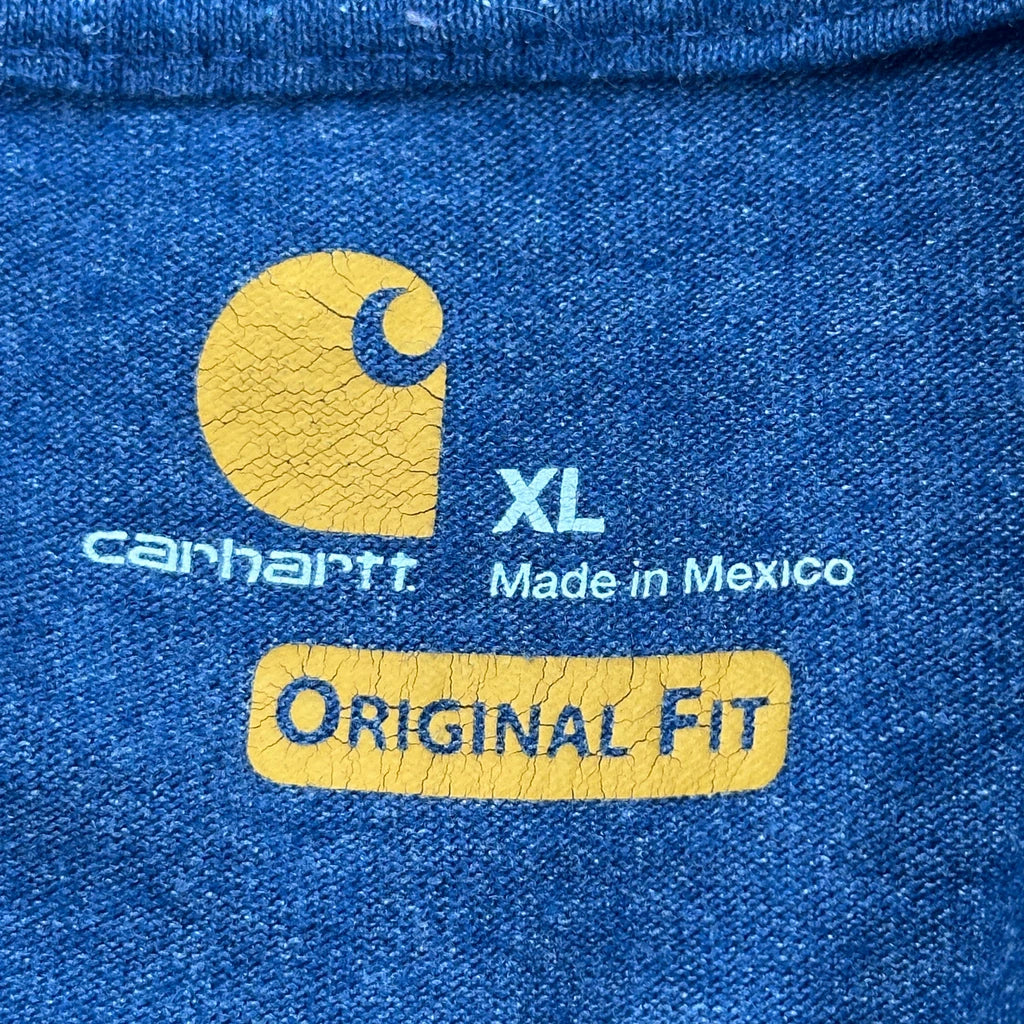 XL
carhartt.
Made in Mexico
ORIGINAL FIT